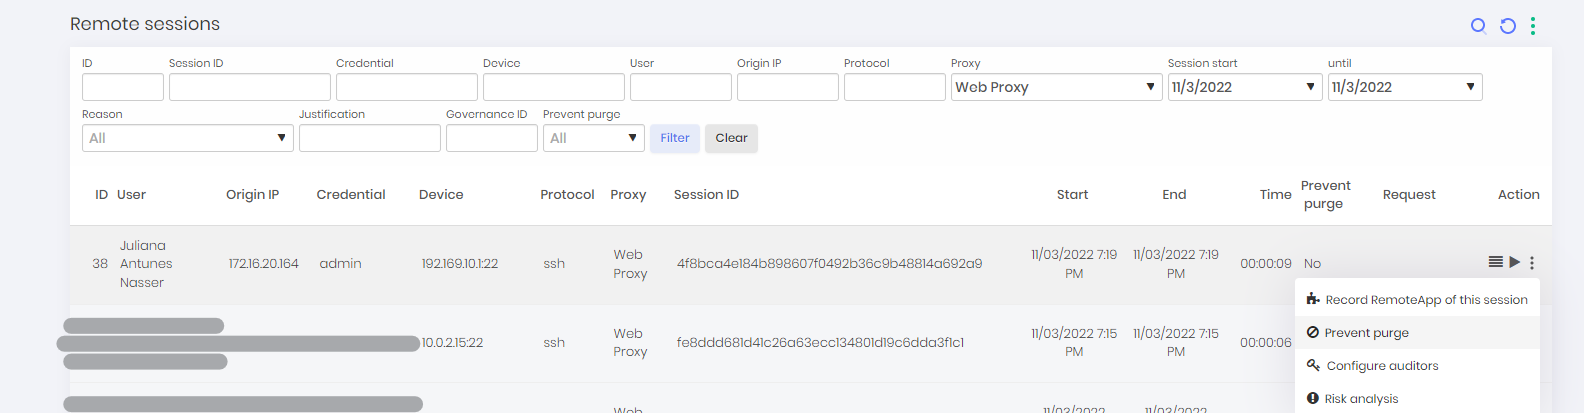 Remote sessions
ID Session ID Credential Device User Origin IP Protocol Proxy Session start until
Web Proxy 11/3/2022 11/3/2022
Reason Justification Governance ID Prevent purge
All All Filter Clear
ID User Origin IP Credential Device Protocol Proxy Session ID Start End Time Prevent purge Request Action
38 Juliana Antunes Nasser 172.16.20.164 admin 192.169.10.1:22 ssh Web Proxy 4f8bca4e184b898607f0492b36c9b48814a692a9 11/03/2022 7:19 PM 11/03/2022 7:19 PM 00:00:09 No
Record RemoteApp of this session
10.0.2.15:22 ssh Web Proxy fe8ddd681d41c26a63ecc134801d19c6dda3f1c1 11/03/2022 7:15 PM 11/03/2022 7:15 PM 00:00:06
Prevent purge
Configure auditors
Risk analysis
Web 11/03/2022 11/03/2022